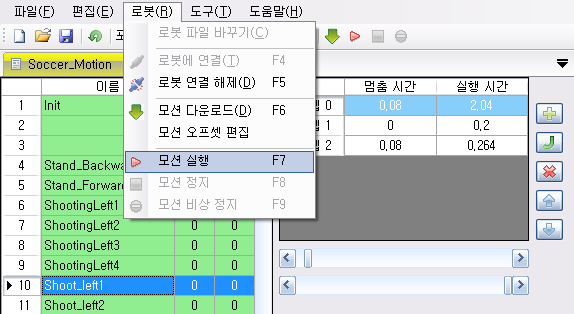 파일(F) 편집(E) 로봇(R) 도구(T) 도움말(H)
로봇 파일 바꾸기(C)
로봇에 연결(T) F4
로봇 연결 해제(D) F5
모션 다운로드(D) F6
모션 오프셋 편집
모션 실행 F7
모션 정지 F8
모션 비상 정지 F9
Soccer_Motion
이름
멈춤 시간 실행 시간
1 Init
0 0,08 2,04
2
1 0 0,2
3
2 0,08 0,264
4 Stand_Backwa
5 Stand_Forward
6 ShootingLeft1
7 ShootingLeft2 0 0
8 ShootingLeft3 0 0
9 ShootingLeft4 0 0
10 Shoot_left1 0 0
11 Shoot_left2 0 0